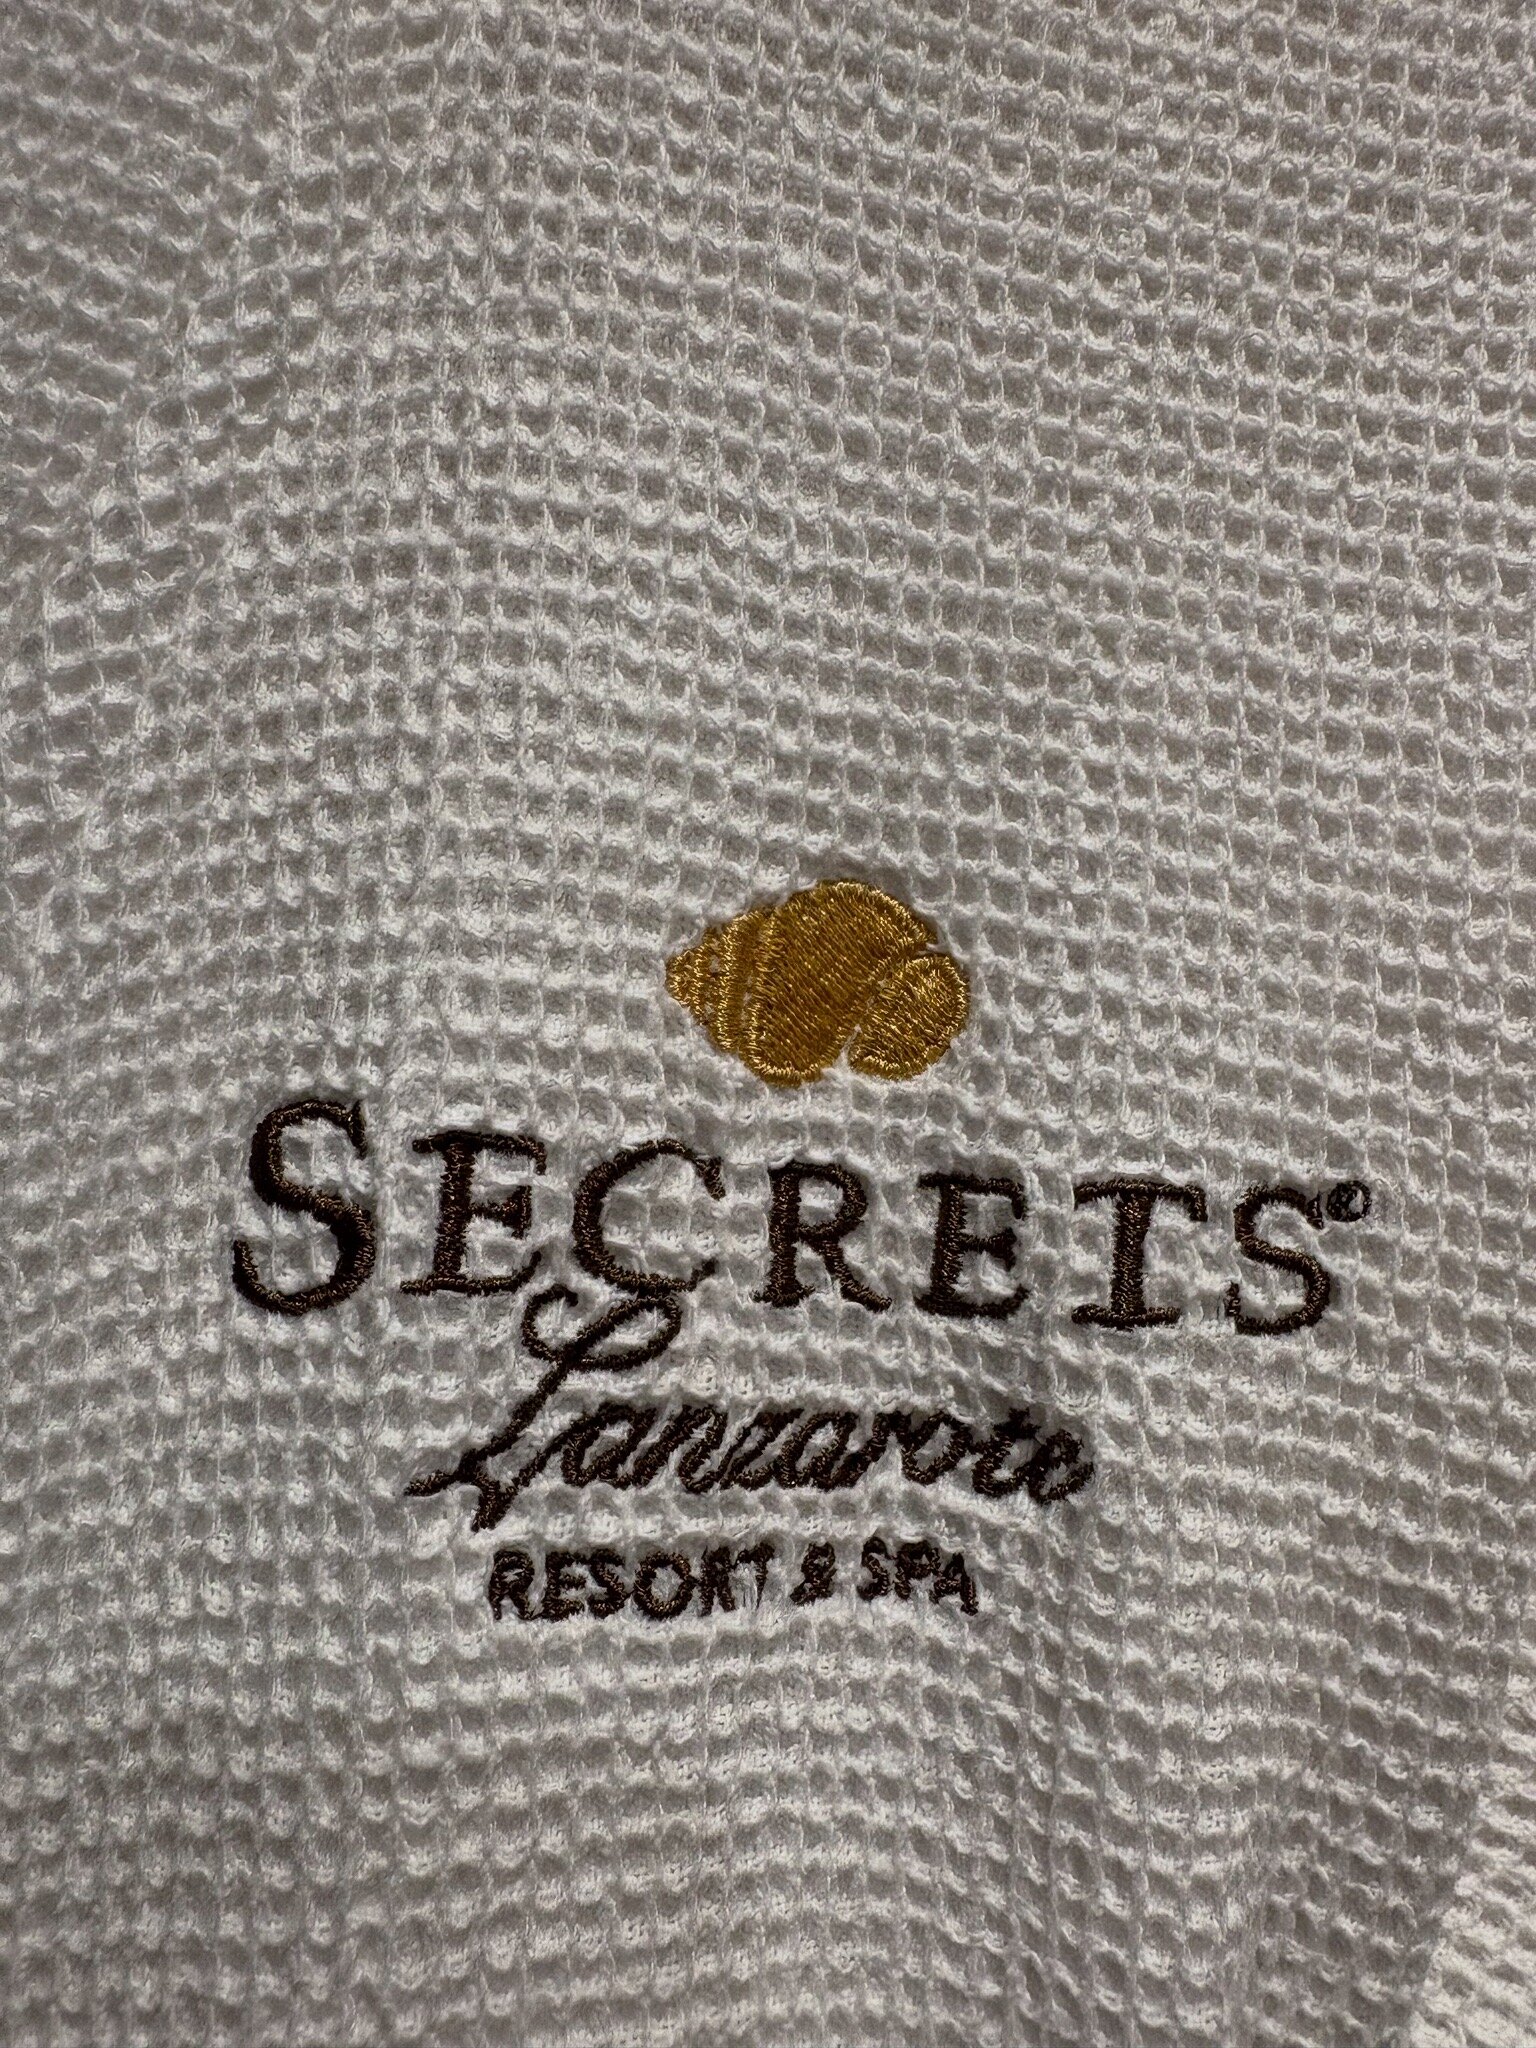 SECRETS®
Lanzarote
RESORT & SPA